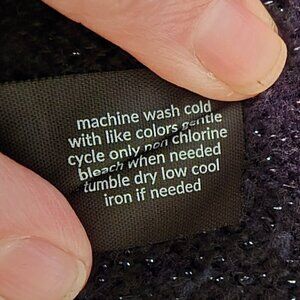 machine wash cold
with like colors gentle
cycle only non chlorine
bleach when needed
tumble dry low cool
iron if needed